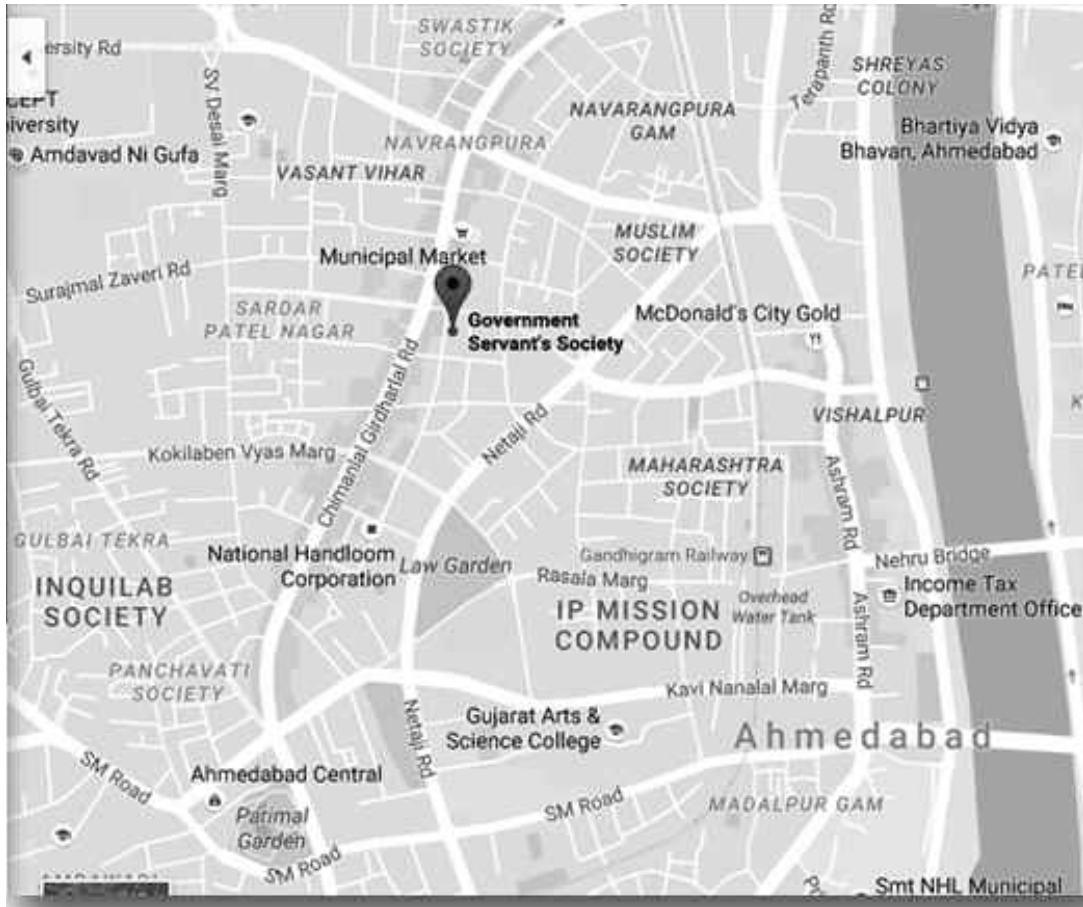 SWASTIK
SOCIETY
ersity Rd
SHREYAS
COLONY
Terapanth Rd
SV Desai Marg
NAVARANGPURA
GAM
iversity
Amdavad Ni Gufa
NAVRANGPURA
Bhartiya Vidya
Bhavan, Ahmedabad
VASANT VIHAR
MUSLIM
SOCIETY
Municipal Market
Surajmal Zaveri Rd
PATEL
SARDAR
PATEL NAGAR
Government
Servant's Society
McDonald's City Gold
Gulbai Tekra Rd
Chimanlal Girdharlal Rd
Netaji Rd
VISHALPUR
K
Kokilaben Vyas Marg
MAHARASHTRA
SOCIETY
Ashram Rd
GULBAI TEKRA
National Handloom
Corporation
Law Garden
Gandhigram Railway
Nehru Bridge
INQUILAB
SOCIETY
Rasala Marg
Income Tax
Department Office
IP MISSION
COMPOUND
Overhead
Water Tank
Ashram Rd
PANCHAVATI
SOCIETY
Kavi Nanalal Marg
Netaji Rd
Gujarat Arts &
Science College
Ahmedabad
SM Road
Ahmedabad Central
SM Road
MADALPUR GAM
Patimal
Garden
SM Road
Smt NHL Municipal